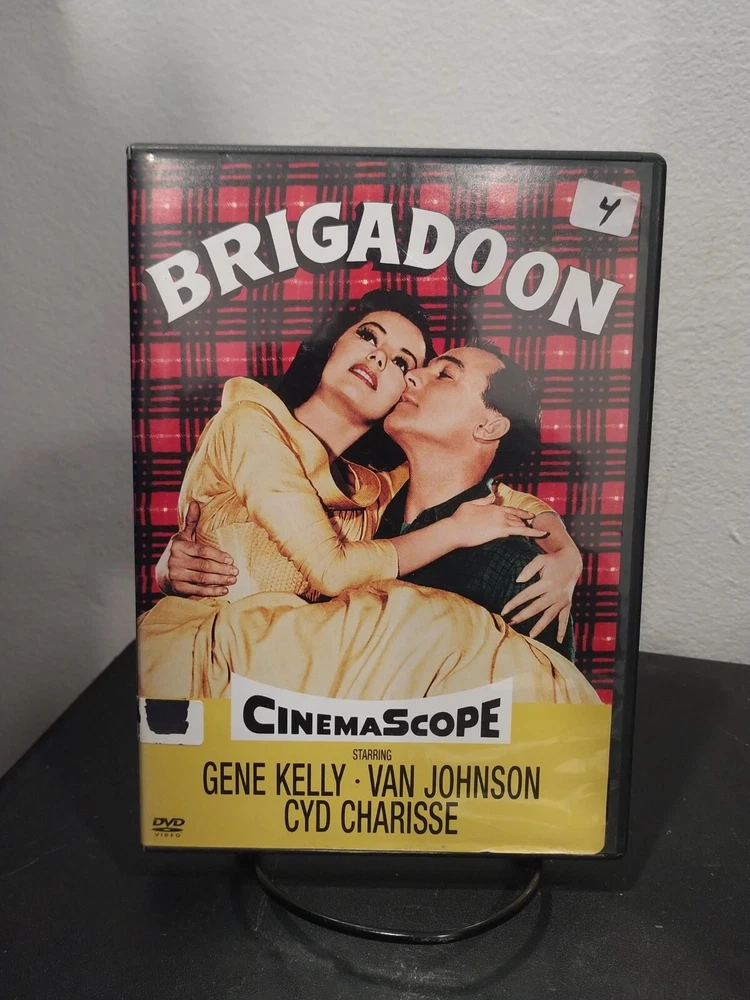 4
BRIGADOON
CINEMASCOPE
STARRING
GENE KELLY · VAN JOHNSON
CYD CHARISSE
DVD
VIDEO